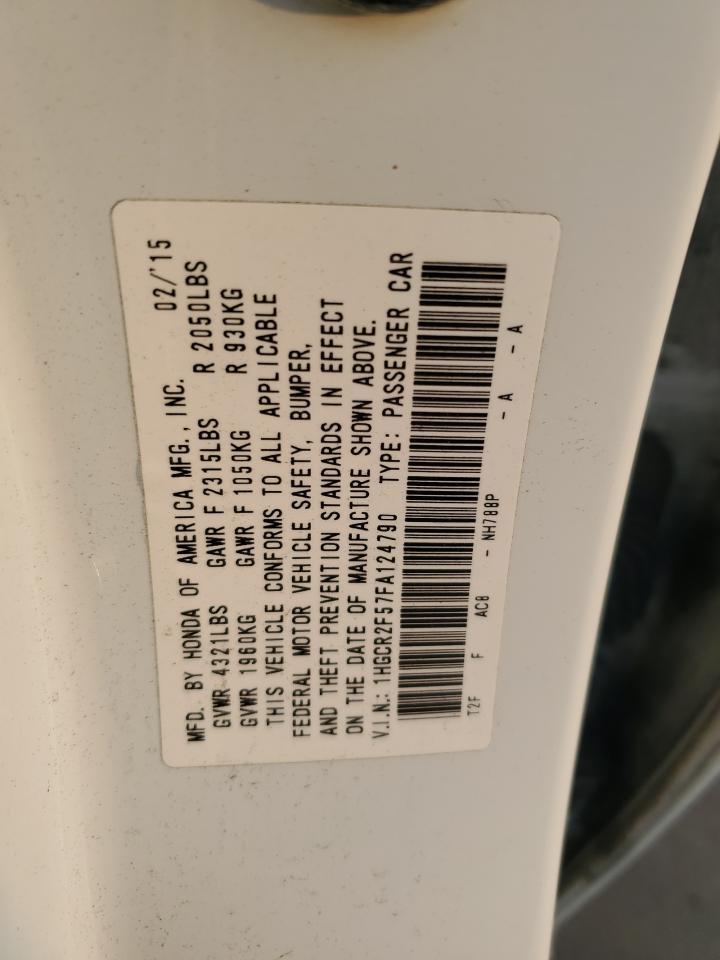 MFD. BY HONDA OF AMERICA MFG., INC. 02/'15
GVWR 4321LBS GAWR F 2315LBS R 2050LBS
GVWR 1960KG GAWR F 1050KG R 930KG
THIS VEHICLE CONFORMS TO ALL APPLICABLE
FEDERAL MOTOR VEHICLE SAFETY, BUMPER,
AND THEFT PREVENTION STANDARDS IN EFFECT
ON THE DATE OF MANUFACTURE SHOWN ABOVE.
V.I.N.: 1HGCR2F57FA124790 TYPE: PASSENGER CAR
T2F F AC8 - NH788P - A - A